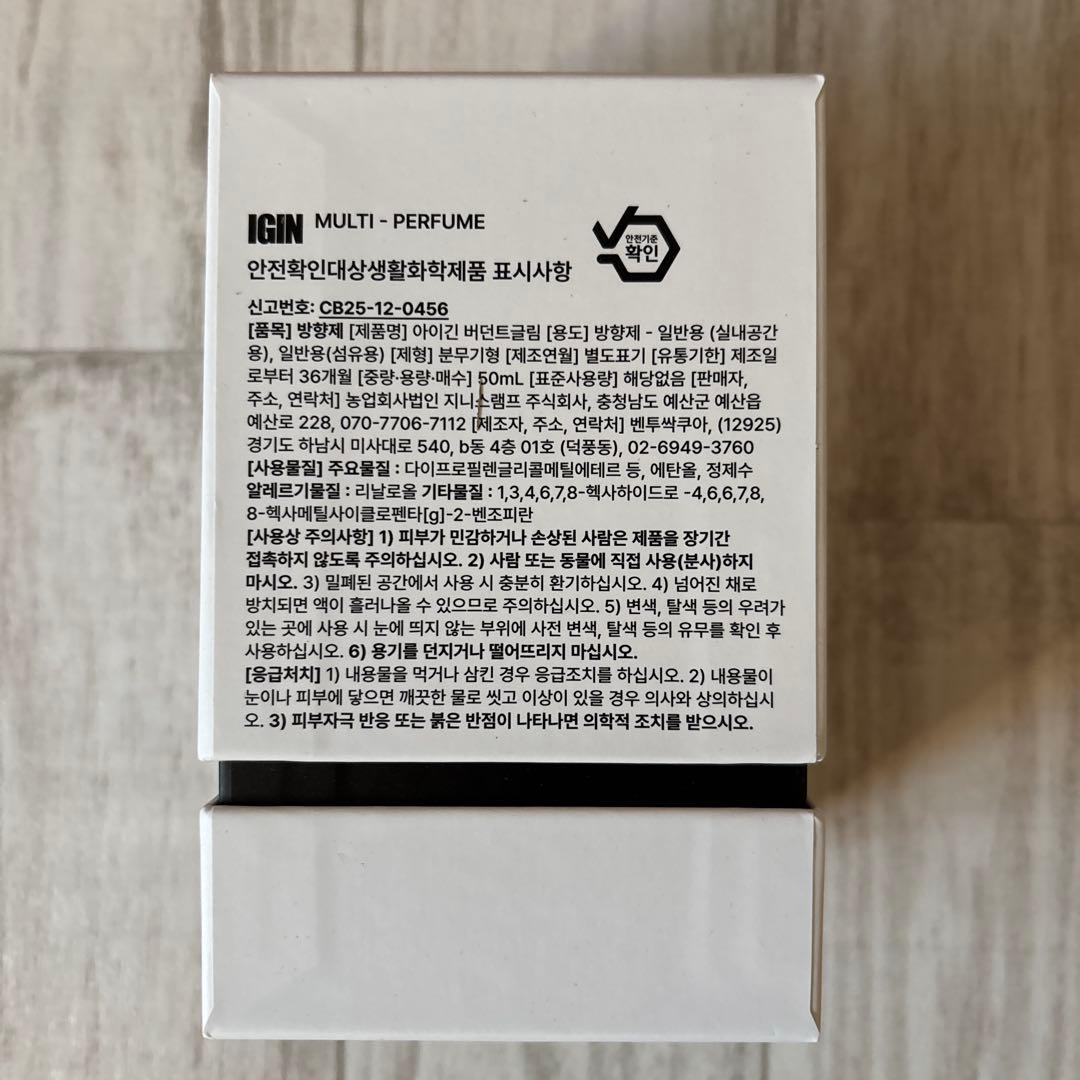 IGIN MULTI - PERFUME
안전기준
확인
안전확인대상생활화학제품 표시사항
신고번호: CB25-12-0456
[품목] 방향제 [제품명] 아이긴 버던트글림 [용도] 방향제 - 일반용 (실내공간
용), 일반용(섬유용) [제형] 분무기형 [제조연월] 별도표기 [유통기한] 제조일
로부터 36개월 [중량·용량·매수] 50mL [표준사용량] 해당없음 [판매자,
주소, 연락처] 농업회사법인 지니스램프 주식회사, 충청남도 예산군 예산읍
예산로 228, 070-7706-7112 [제조자, 주소, 연락처] 벤투싹쿠아, (12925)
경기도 하남시 미사대로 540, b동 4층 01호 (덕풍동), 02-6949-3760
[사용물질] 주요물질 : 다이프로필렌글리콜메틸에테르 등, 에탄올, 정제수
알레르기물질 : 리날로올 기타물질 : 1,3,4,6,7,8-헥사하이드로 -4,6,6,7,8,
8-헥사메틸사이클로펜타[g]-2-벤조피란
[사용상 주의사항] 1) 피부가 민감하거나 손상된 사람은 제품을 장기간
접촉하지 않도록 주의하십시오. 2) 사람 또는 동물에 직접 사용(분사)하지
마시오. 3) 밀폐된 공간에서 사용 시 충분히 환기하십시오. 4) 넘어진 채로
방치되면 액이 흘러나올 수 있으므로 주의하십시오. 5) 변색, 탈색 등의 우려가
있는 곳에 사용 시 눈에 띄지 않는 부위에 사전 변색, 탈색 등의 유무를 확인 후
사용하십시오. 6) 용기를 던지거나 떨어뜨리지 마십시오.
[응급처치] 1) 내용물을 먹거나 삼킨 경우 응급조치를 하십시오. 2) 내용물이
눈이나 피부에 닿으면 깨끗한 물로 씻고 이상이 있을 경우 의사와 상의하십시
오. 3) 피부자극 반응 또는 붉은 반점이 나타나면 의학적 조치를 받으시오.